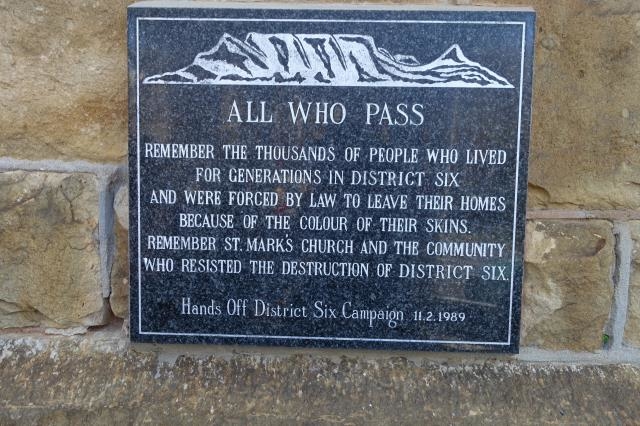 ALL WHO PASS
REMEMBER THE THOUSANDS OF PEOPLE WHO LIVED
FOR GENERATIONS IN DISTRICT SIX
AND WERE FORCED BY LAW TO LEAVE THEIR HOMES
BECAUSE OF THE COLOUR OF THEIR SKINS.
REMEMBER ST. MARK'S CHURCH AND THE COMMUNITY
WHO RESISTED THE DESTRUCTION OF DISTRICT SIX.
Hands Off District Six Campaign 11.2.1989